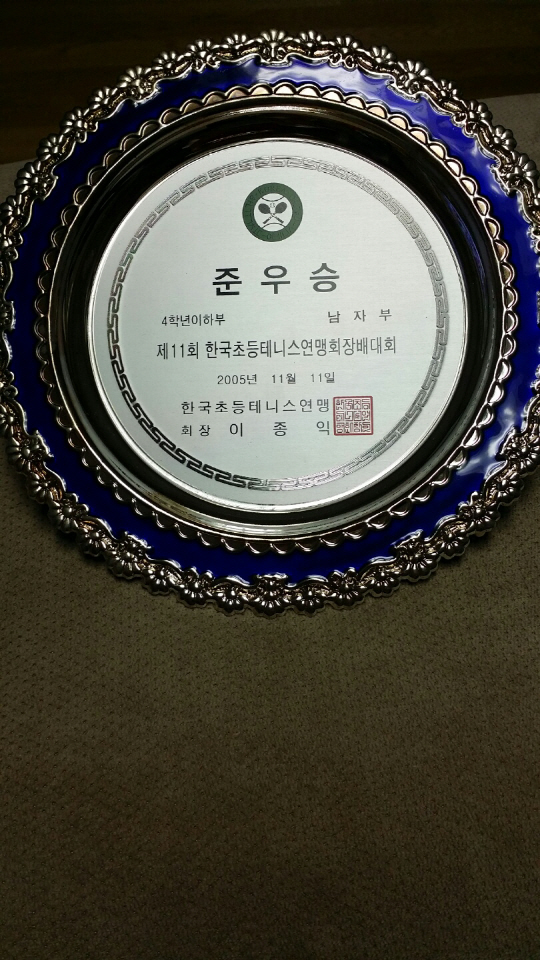 준우승
4학년이하부 남자부
제11회 한국초등테니스연맹회장배대회
2005년 11월 11일
한국초등테니스연맹
회장 이종익